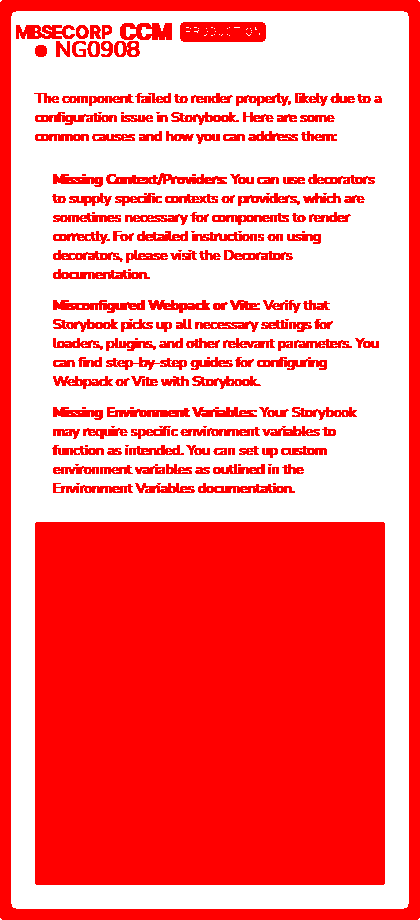 MBSECORP CCM PRODUCTION
NG0908
The component failed to render properly, likely due to a
configuration issue in Storybook. Here are some
common causes and how you can address them:
Missing Context/Providers: You can use decorators
to supply specific contexts or providers, which are
sometimes necessary for components to render
correctly. For detailed instructions on using
decorators, please visit the Decorators
documentation.
Misconfigured Webpack or Vite: Verify that
Storybook picks up all necessary settings for
loaders, plugins, and other relevant parameters. You
can find step-by-step guides for configuring
Webpack or Vite with Storybook.
Missing Environment Variables: Your Storybook
may require specific environment variables to
function as intended. You can set up custom
environment variables as outlined in the
Environment Variables documentation.